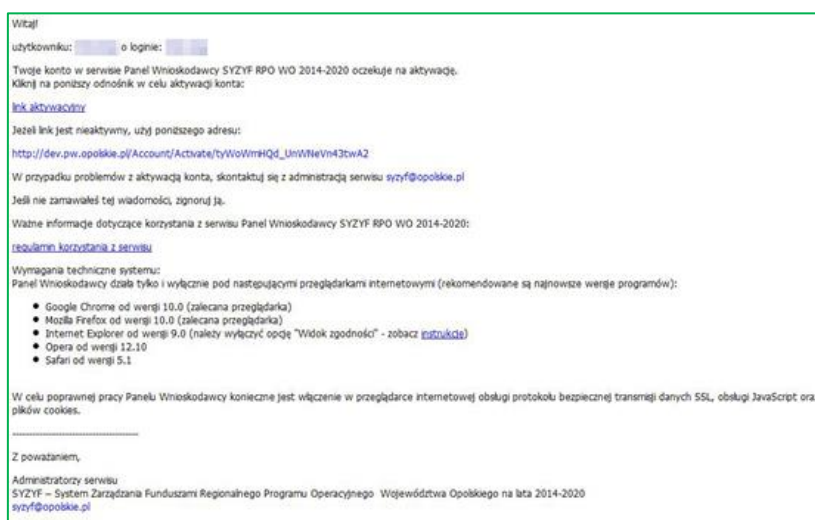 Witaj!
użytkowniku: o loginie:
Twoje konto w serwisie Panel Wnioskodawcy SYZYF RPO WO 2014-2020 oczekuje na aktywację.
Kliknij na poniższy odnośnik w celu aktywacji konta:
link aktywacyjny
Jeżeli link jest nieaktywny, użyj poniższego adresu:
http://dev.pw.opolskie.pl/Account/Activate/tyWoWmHQd_UnWNeVn43twA2
W przypadku problemów z aktywacją konta, skontaktuj się z administracją serwisu syzyf@opolskie.pl
Jeśli nie zamawiałeś tej wiadomości, zignoruj ją.
Ważne informacje dotyczące korzystania z serwisu Panel Wnioskodawcy SYZYF RPO WO 2014-2020:
regulamin korzystania z serwisu
Wymagania techniczne systemu:
Panel Wnioskodawcy działa tylko i wyłącznie pod następującymi przeglądarkami internetowymi (rekomendowane są najnowsze wersje programów):
● Google Chrome od wersji 10.0 (zalecana przeglądarka)
● Mozilla Firefox od wersji 10.0 (zalecana przeglądarka)
● Internet Explorer od wersji 9.0 (należy wyłączyć opcję "Widok zgodności" - zobacz instrukcję)
● Opera od wersji 12.10
● Safari od wersji 5.1
W celu poprawnej pracy Panelu Wnioskodawcy konieczne jest włączenie w przeglądarce internetowej obsługi protokołu bezpiecznej transmisji danych SSL, obsługi JavaScript ora
plików cookies.
------------------------------------
Z poważaniem,
Administratorzy serwisu
SYZYF – System Zarządzania Funduszami Regionalnego Programu Operacyjnego Województwa Opolskiego na lata 2014-2020
syzyf@opolskie.pl